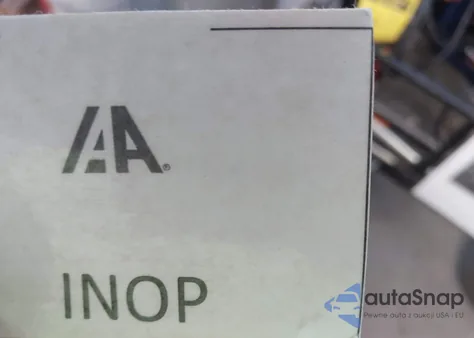 IAA®
INOP
autaSnap
Pewne auta z aukcji USA - EU